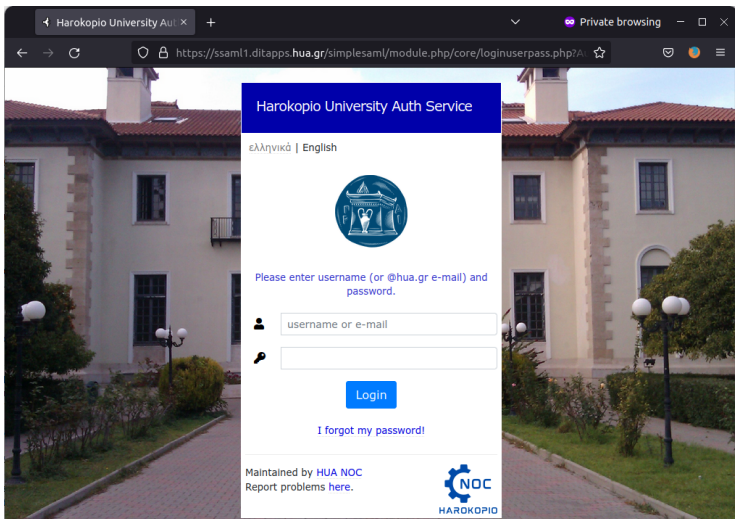 Harokopio University Aut
Private browsing
https://ssaml1.ditapps.hua.gr/simplesaml/module.php/core/loginuserpass.php?A
Harokopio University Auth Service
ελληνικά | English
Please enter username (or @hua.gr e-mail) and
password.
username or e-mail
Login
I forgot my password!
Maintained by HUA NOC
Report problems here.
NOC
HAROKOPIO